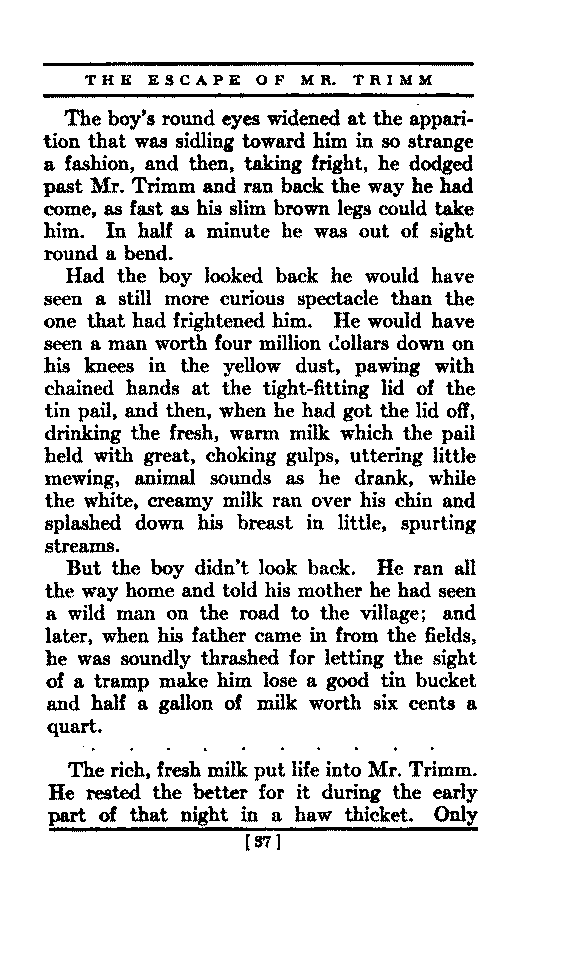 THE ESCAPE OF MR. TRIMM
The boy's round eyes widened at the appari-
tion that was sidling toward him in so strange
a fashion, and then, taking fright, he dodged
past Mr. Trimm and ran back the way he had
come, as fast as his slim brown legs could take
him. In half a minute he was out of sight
round a bend.
Had the boy looked back he would have
seen a still more curious spectacle than the
one that had frightened him. He would have
seen a man worth four million dollars down on
his knees in the yellow dust, pawing with
chained hands at the tight-fitting lid of the
tin pail, and then, when he had got the lid off,
drinking the fresh, warm milk which the pail
held with great, choking gulps, uttering little
mewing, animal sounds as he drank, while
the white, creamy milk ran over his chin and
splashed down his breast in little, spurting
streams.
But the boy didn't look back. He ran all
the way home and told his mother he had seen
a wild man on the road to the village; and
later, when his father came in from the fields,
he was soundly thrashed for letting the sight
of a tramp make him lose a good tin bucket
and half a gallon of milk worth six cents a
quart.
. . . . . . . . . .
The rich, fresh milk put life into Mr. Trimm.
He rested the better for it during the early
part of that night in a haw thicket. Only
[37]